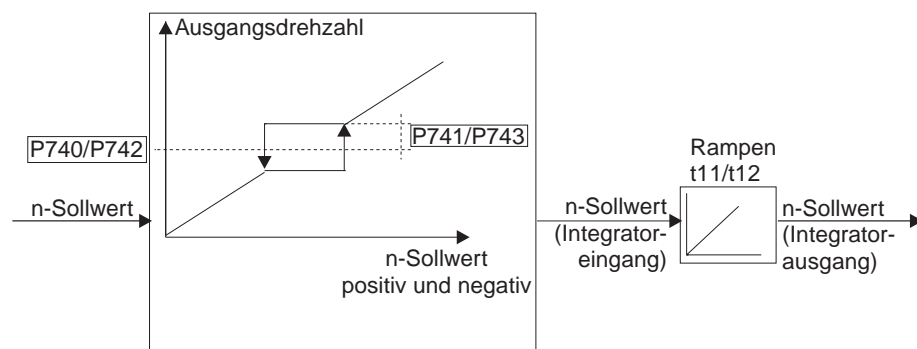 Ausgangsdrehzahl
P740/P742
P741/P743
n-Sollwert
n-Sollwert
positiv und negativ
n-Sollwert
(Integrator-
eingang)
Rampen
t11/t12
n-Sollwert
(Integrator-
ausgang)